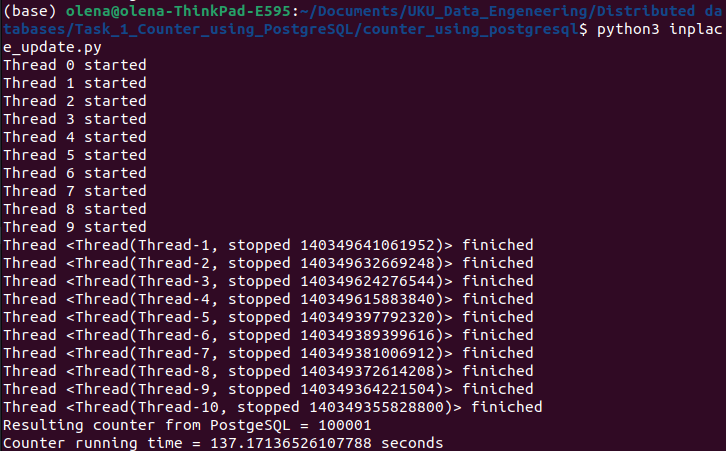 (base) olena@olena-ThinkPad-E595:~/Documents/UKU_Data_Engeneering/Distributed da
tabases/Task_1_Counter_using_PostgreSQL/counter_using_postgresql$ python3 inplac
e_update.py
Thread 0 started
Thread 1 started
Thread 2 started
Thread 3 started
Thread 4 started
Thread 5 started
Thread 6 started
Thread 7 started
Thread 8 started
Thread 9 started
Thread <Thread(Thread-1, stopped 140349641061952)> finiched
Thread <Thread(Thread-2, stopped 140349632669248)> finiched
Thread <Thread(Thread-3, stopped 140349624276544)> finiched
Thread <Thread(Thread-4, stopped 140349615883840)> finiched
Thread <Thread(Thread-5, stopped 140349397792320)> finiched
Thread <Thread(Thread-6, stopped 140349389399616)> finiched
Thread <Thread(Thread-7, stopped 140349381006912)> finiched
Thread <Thread(Thread-8, stopped 140349372614208)> finiched
Thread <Thread(Thread-9, stopped 140349364221504)> finiched
Thread <Thread(Thread-10, stopped 140349355828800)> finiched
Resulting counter from PostgeSQL = 100001
Counter running time = 137.17136526107788 seconds